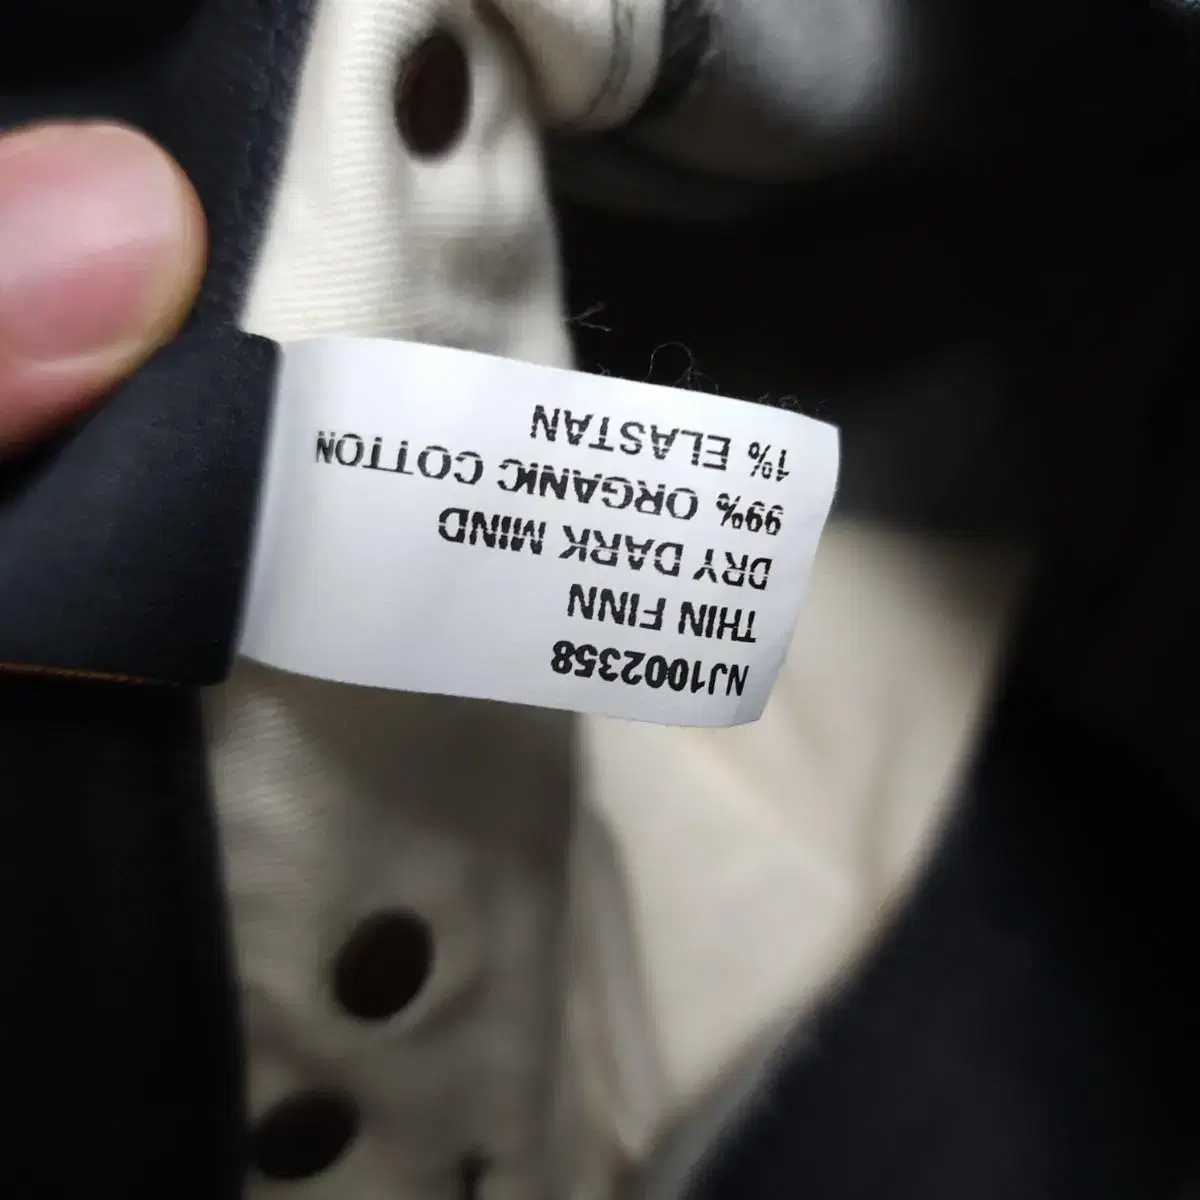 NJ1002358
THIN FINN
DRY DARK MIND
99% ORGANIC COTTON
1% ELASTAN